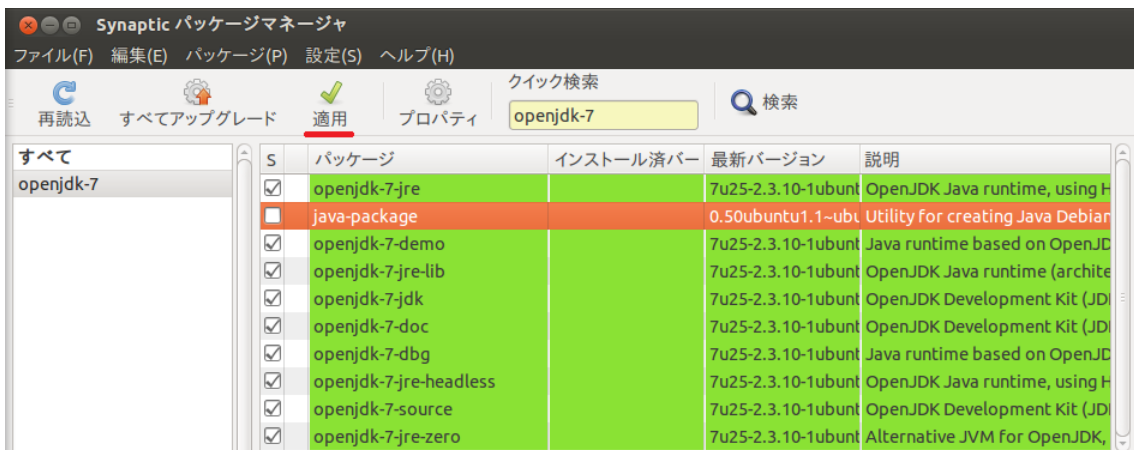 Synaptic パッケージマネージャ
ファイル(F) 編集(E) パッケージ(P) 設定(S) ヘルプ(H)
クイック検索
再読込 すべてアップグレード 適用 プロパティ openjdk-7 検索
すべて
openjdk-7
S パッケージ インストール済バー 最新バージョン 説明
openjdk-7-jre 7u25-2.3.10-1ubunt OpenJDK Java runtime, using H
java-package 0.50ubuntu1.1~ubu Utility for creating Java Debian
openjdk-7-demo 7u25-2.3.10-1ubunt Java runtime based on OpenJD
openjdk-7-jre-lib 7u25-2.3.10-1ubunt OpenJDK Java runtime (archite
openjdk-7-jdk 7u25-2.3.10-1ubunt OpenJDK Development Kit (JD
openjdk-7-doc 7u25-2.3.10-1ubunt OpenJDK Development Kit (JD
openjdk-7-dbg 7u25-2.3.10-1ubunt Java runtime based on OpenJD
openjdk-7-jre-headless 7u25-2.3.10-1ubunt OpenJDK Java runtime, using H
openjdk-7-source 7u25-2.3.10-1ubunt OpenJDK Development Kit (JD
openjdk-7-jre-zero 7u25-2.3.10-1ubunt Alternative JVM for OpenJDK,